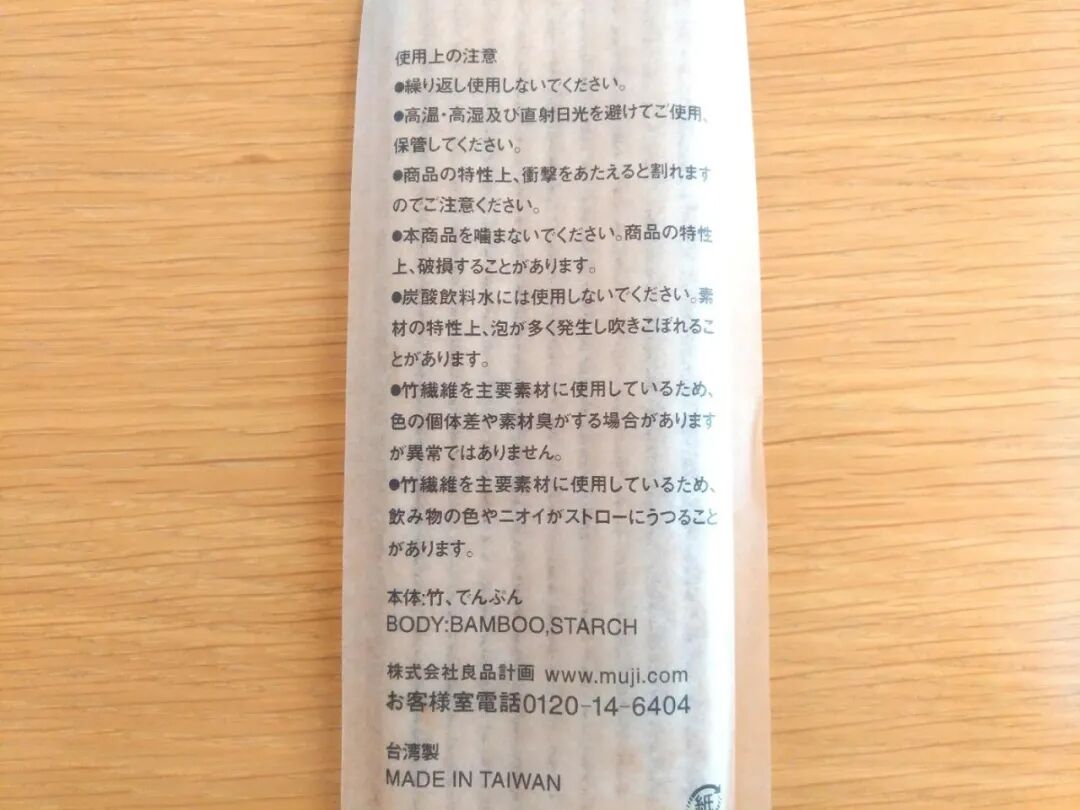 使用上の注意
●繰り返し使用しないでください。
●高温・高湿及び直射日光を避けてご使用、
保管してください。
●商品の特性上、衝撃をあたえると割れます
のでご注意ください。
●本商品を噛まないでください。商品の特性
上、破損することがあります。
●炭酸飲料水には使用しないでください。素
材の特性上、泡が多く発生し吹きこぼれるこ
とがあります。
●竹繊維を主要素材に使用しているため、
色の個体差や素材臭がする場合があります
が異常ではありません。
●竹繊維を主要素材に使用しているため、
飲み物の色やニオイがストローにうつること
があります。
本体:竹、でんぷん
BODY:BAMBOO,STARCH
株式会社良品計画 www.muji.com
お客様室電話0120-14-6404
台湾製
MADE IN TAIWAN
紙